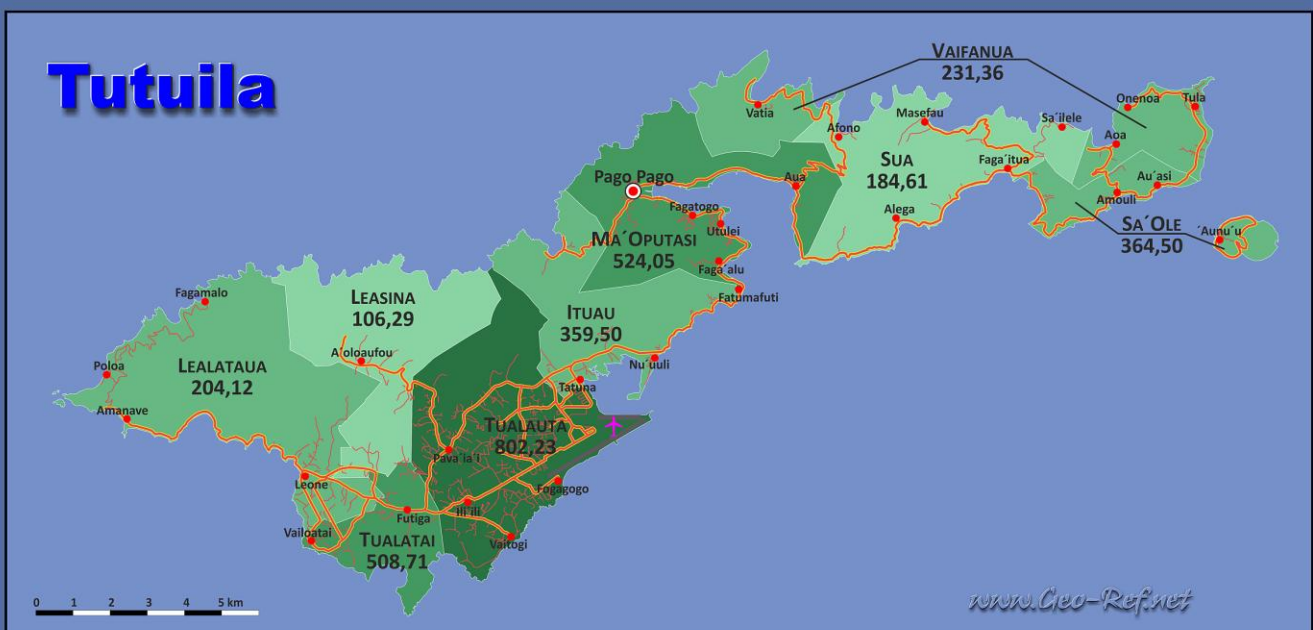 Tutuila
VAIFANUA
231,36
Onenoa
Tula
Vatia
Masefau
Sa´ilele
Afono
Aoa
SUA
184,61
Faga´itua
Pago Pago
Aua
Au´asi
Amouli
Fagatogo
Alega
Utulei
SA´OLE
364,50
´Aunu´u
MA´OPUTASI
524,05
Faga´alu
Fatumafuti
Fagamalo
LEASINA
106,29
ITUAU
359,50
A´oloaufou
Nu´uuli
Poloa
LEALATAUA
204,12
Tatuna
Amanave
TUALAUTA
802,23
Pava´ia´i
Leone
Fogagogo
Futiga
Ili´ili
Vailoatai
TUALATAI
508,71
Vaitogi
0 1 2 3 4 5 km
www.Geo-Ref.net